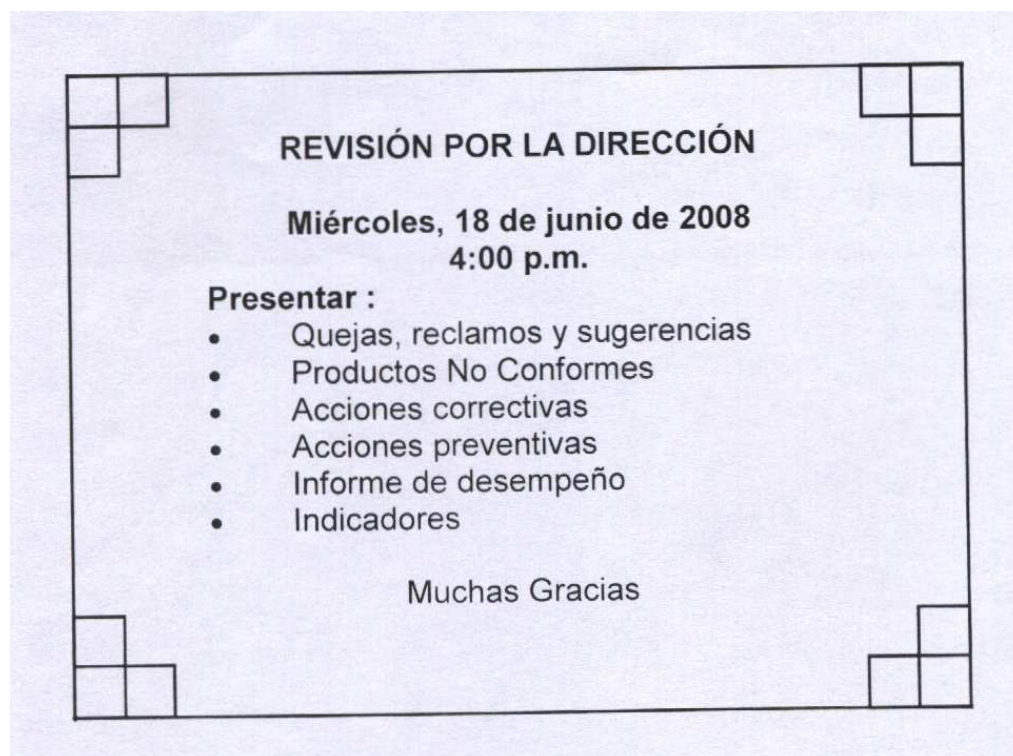 REVISIÓN POR LA DIRECCIÓN
Miércoles, 18 de junio de 2008
4:00 p.m.
Presentar :
• Quejas, reclamos y sugerencias
• Productos No Conformes
• Acciones correctivas
• Acciones preventivas
• Informe de desempeño
• Indicadores
Muchas Gracias